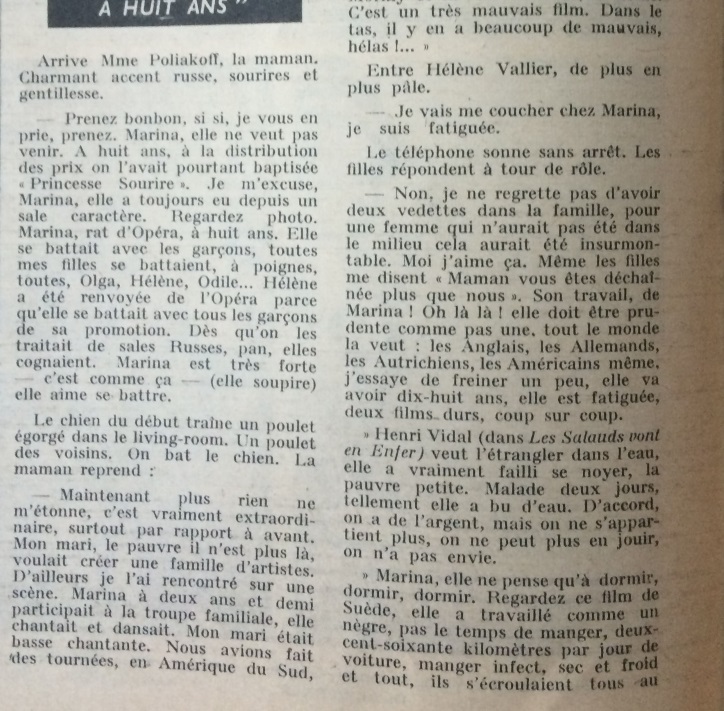 A HUIT ANS "
Arrive Mme Poliakoff, la maman.
Charmant accent russe, sourires et
gentillesse.
— Prenez bonbon, si si, je vous en
prie, prenez. Marina, elle ne veut pas
venir. A huit ans, à la distribution
des prix on l'avait pourtant baptisée
« Princesse Sourire ». Je m'excuse,
Marina, elle a toujours eu depuis un
sale caractère. Regardez photo.
Marina, rat d'Opéra, à huit ans. Elle
se battait avec les garçons, toutes
mes filles se battaient, à poignes,
toutes, Olga, Hélène, Odile... Hélène
a été renvoyée de l'Opéra parce
qu'elle se battait avec tous les garçons
de sa promotion. Dès qu'on les
traitait de sales Russes, pan, elles
cognaient. Marina est très forte
— c'est comme ça — (elle soupire)
elle aime se battre.
Le chien du début traîne un poulet
égorgé dans le living-room. Un poulet
des voisins. On bat le chien. La
maman reprend :
— Maintenant plus rien ne
m'étonne, c'est vraiment extraordi-
naire, surtout par rapport à avant.
Mon mari, le pauvre il n'est plus là,
voulait créer une famille d'artistes.
D'ailleurs je l'ai rencontré sur une
scène. Marina à deux ans et demi
participait à la troupe familiale, elle
chantait et dansait. Mon mari était
basse chantante. Nous avions fait
des tournées, en Amérique du Sud,
C'est un très mauvais film. Dans le
tas, il y en a beaucoup de mauvais,
hélas !... »
Entre Hélène Vallier, de plus en
plus pâle.
— Je vais me coucher chez Marina,
je suis fatiguée.
Le téléphone sonne sans arrêt. Les
filles répondent à tour de rôle.
— Non, je ne regrette pas d'avoir
deux vedettes dans la famille, pour
une femme qui n'aurait pas été dans
le milieu cela aurait été insurmon-
table. Moi j'aime ça. Même les filles
me disent « Maman vous êtes déchaî-
née plus que nous ». Son travail, de
Marina ! Oh là là ! elle doit être pru-
dente comme pas une, tout le monde
la veut : les Anglais, les Allemands,
les Autrichiens, les Américains même,
j'essaye de freiner un peu, elle va
avoir dix-huit ans, elle est fatiguée,
deux films durs, coup sur coup.
» Henri Vidal (dans Les Salauds vont
en Enfer) veut l'étrangler dans l'eau,
elle a vraiment failli se noyer, la
pauvre petite. Malade deux jours,
tellement elle a bu d'eau. D'accord,
on a de l'argent, mais on ne s'appar-
tient plus, on ne peut plus en jouir,
on n'a pas envie.
» Marina, elle ne pense qu'à dormir,
dormir, dormir. Regardez ce film de
Suède, elle a travaillé comme un
nègre, pas le temps de manger, deux-
cent-soixante kilomètres par jour de
voiture, manger infect, sec et froid
et tout, ils s'écroulaient tous au